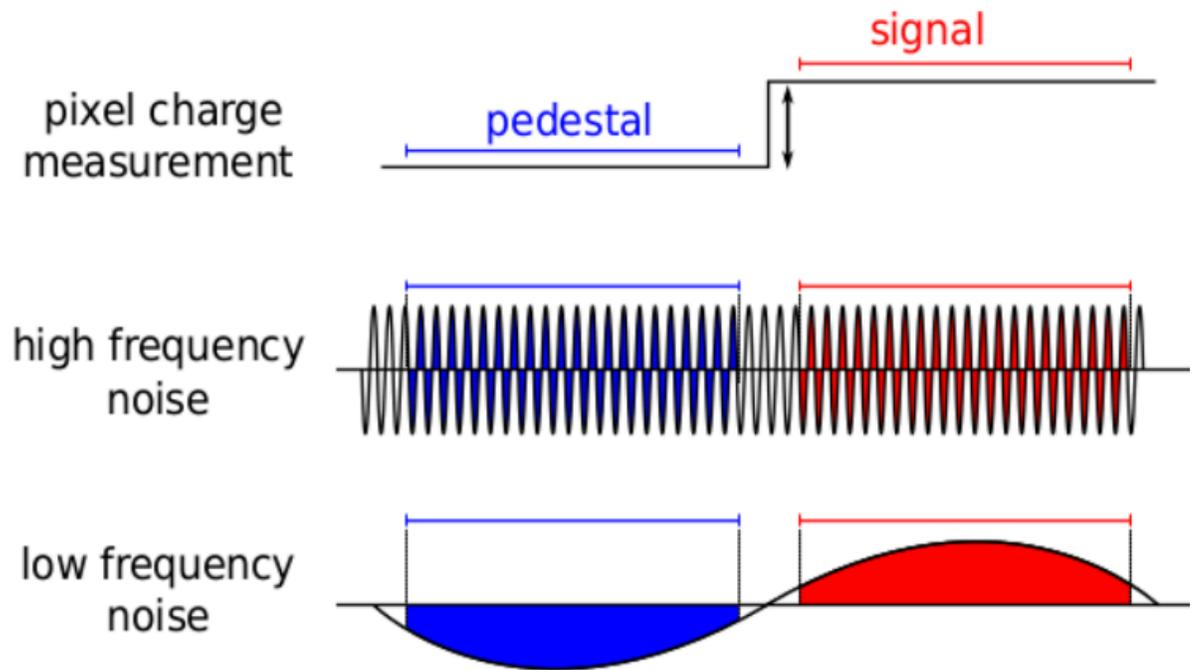 signal
pixel charge
measurement
pedestal
high frequency
noise
low frequency
noise